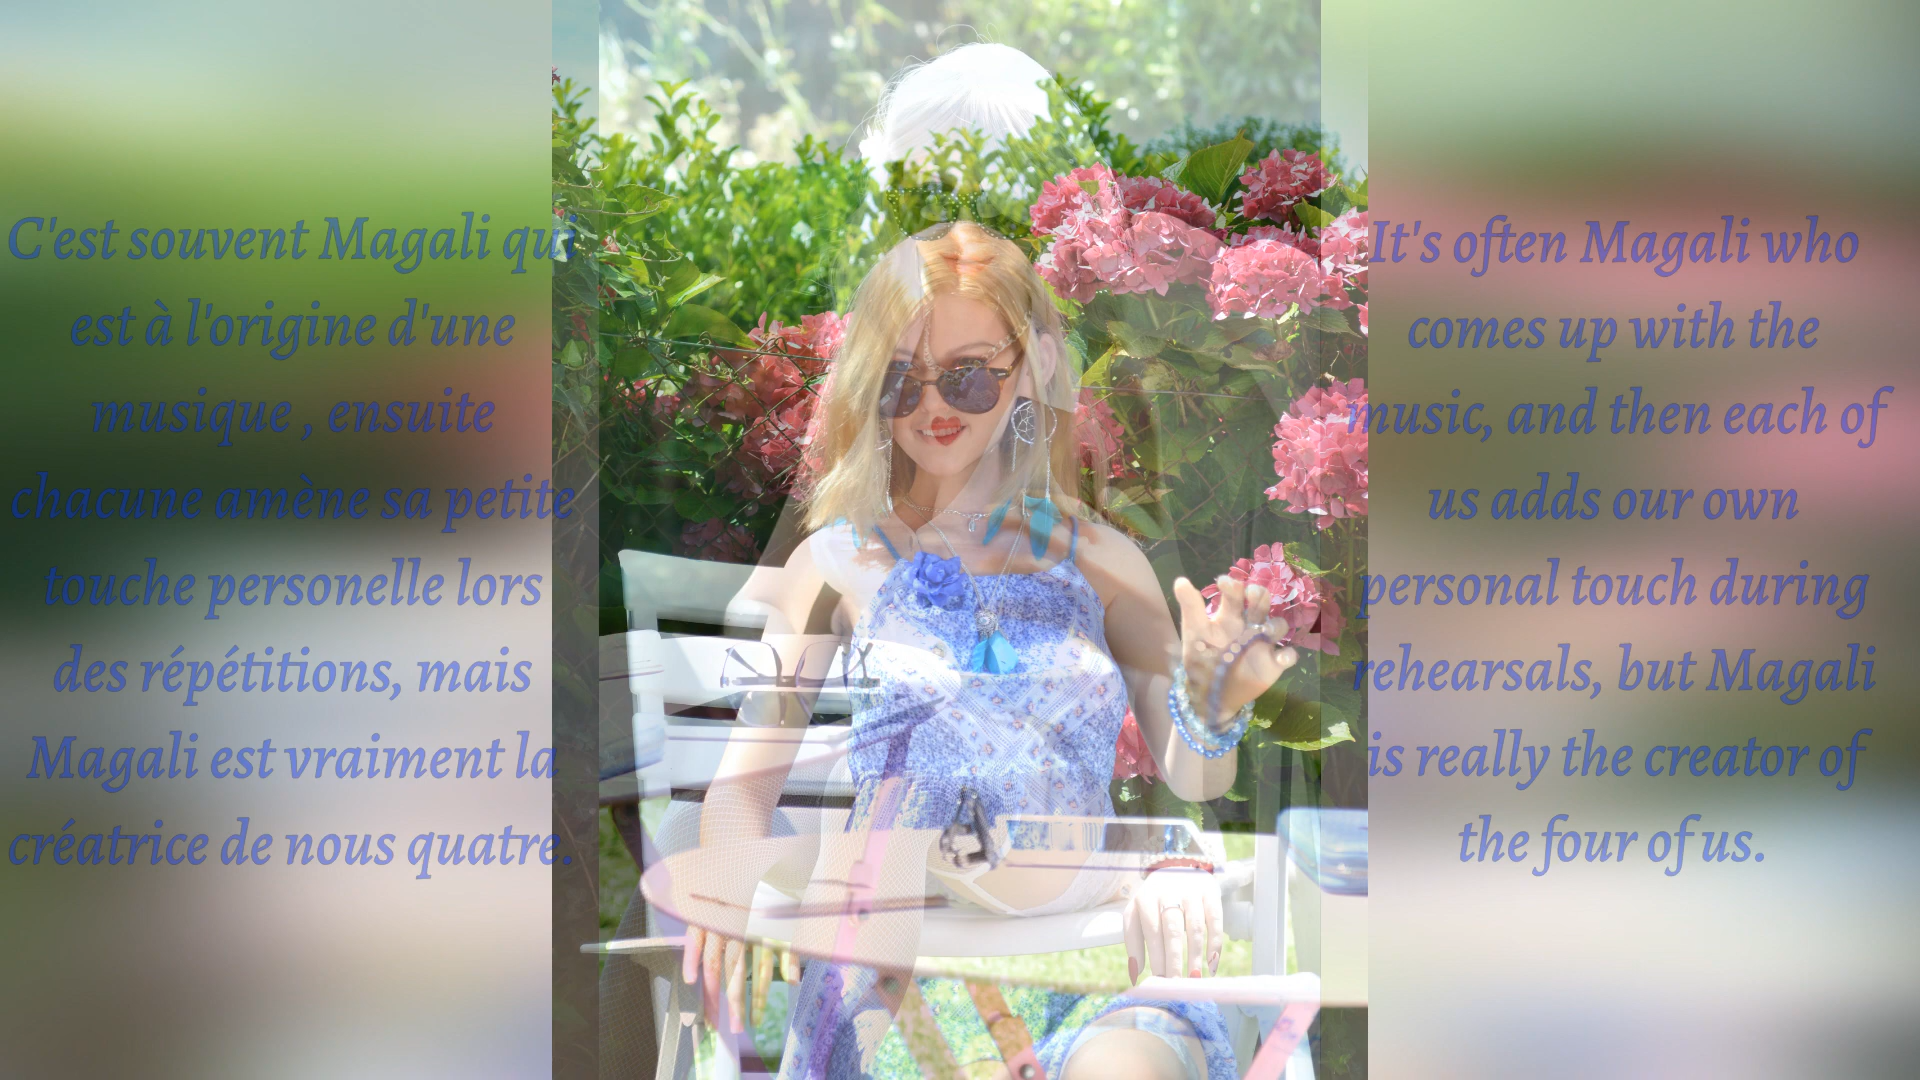 C'est souvent Magali qui
est à l'origine d'une
musique , ensuite
chacune amène sa petite
touche personelle lors
des répétitions, mais
Magali est vraiment la
créatrice de nous quatre.
It's often Magali who
comes up with the
music, and then each of
us adds our own
personal touch during
rehearsals, but Magali
is really the creator of
the four of us.